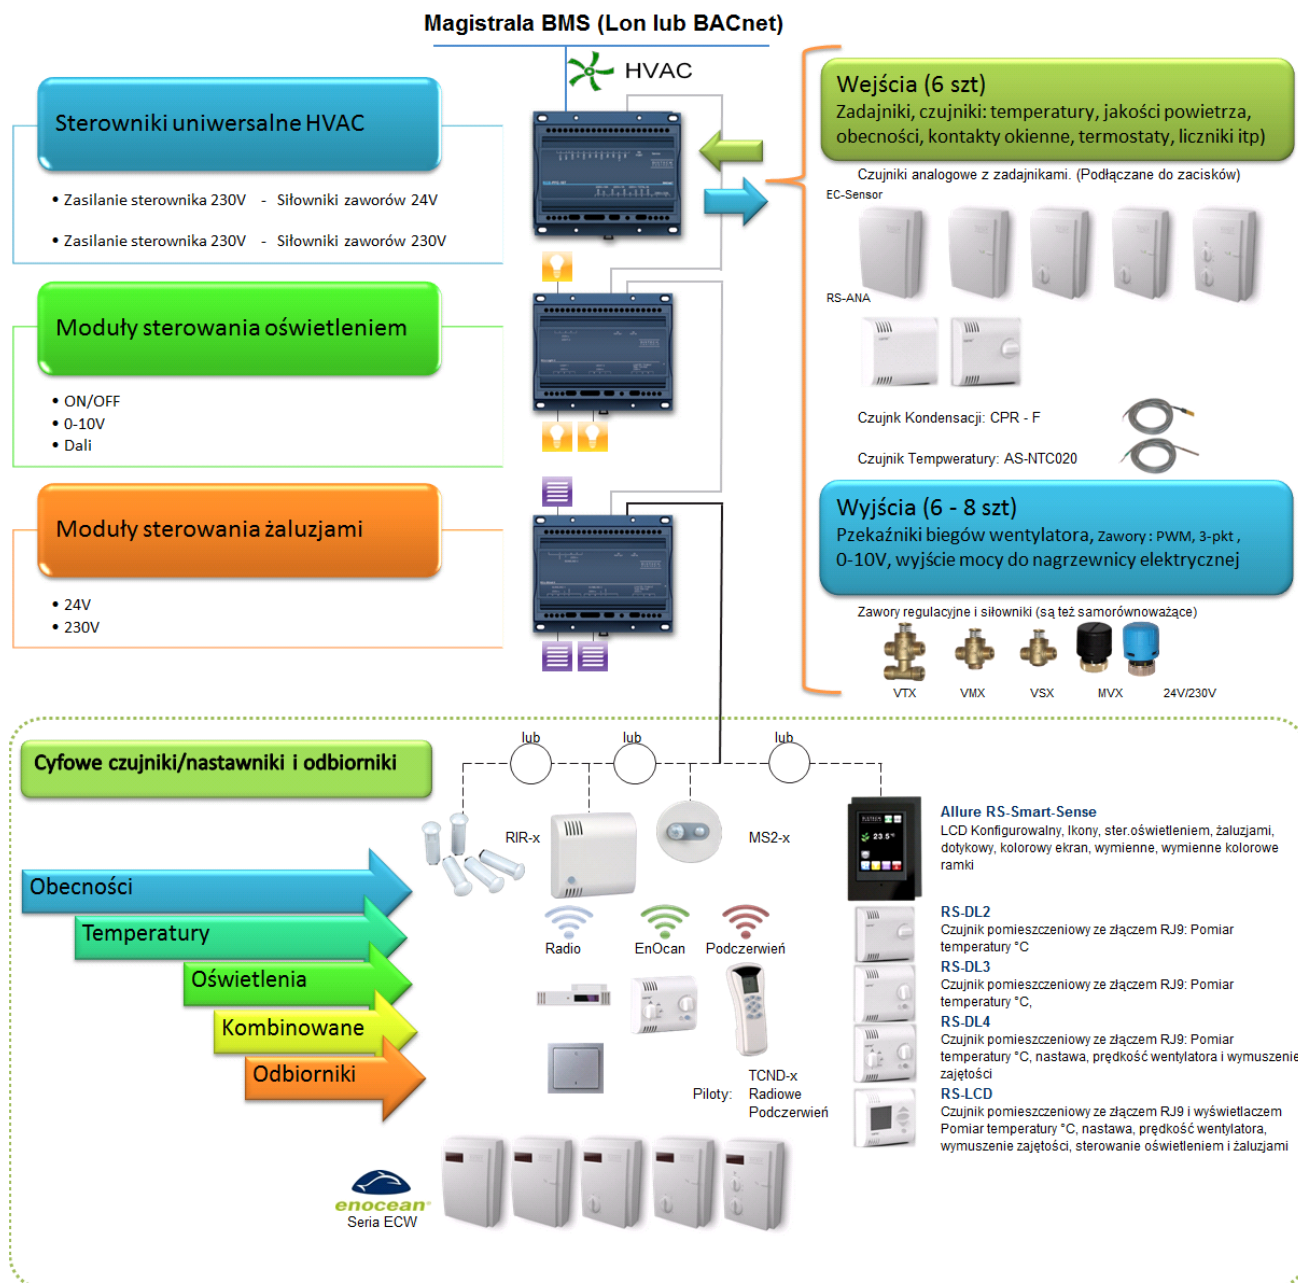 Magistrala BMS (Lon lub BACnet)
HVAC
Sterowniki uniwersalne HVAC
• Zasilanie sterownika 230V - Siłowniki zaworów 24V
• Zasilanie sterownika 230V - Siłowniki zaworów 230V
Moduły sterowania oświetleniem
• ON/OFF
• 0-10V
• Dali
Moduły sterowania żaluzjami
• 24V
• 230V
Wejścia (6 szt)
Zadajniki, czujniki: temperatury, jakości powietrza,
obecności, kontakty okienne, termostaty, liczniki itp)
Czujniki analogowe z zadajnikami. (Podłączane do zacisków)
EC-Sensor
RS-ANA
Czujnk Kondensacji: CPR - F
Czujnik Tempweratury: AS-NTC020
Wyjścia (6 - 8 szt)
Pzekaźniki biegów wentylatora, Zawory : PWM, 3-pkt ,
0-10V, wyjście mocy do nagrzewnicy elektrycznej
Zawory regulacyjne i siłowniki (są też samorównoważące)
VTX VMX VSX MVX 24V/230V
Cyfowe czujniki/nastawniki i odbiorniki
lub lub lub
RIR-x
MS2-x
23.5°
Radio EnOcan Podczerwień
TCND-x
Piloty: Radiowe
Podczerwień
Obecności
Temperatury
Oświetlenia
Kombinowane
Odbiorniki
Allure RS-Smart-Sense
LCD Konfigurowalny, Ikony, ster.oświetleniem, żaluzjami,
dotykowy, kolorowy ekran, wymienne, wymienne kolorowe
ramki
RS-DL2
Czujnik pomieszczeniowy ze złączem RJ9: Pomiar
temperatury °C
RS-DL3
Czujnik pomieszczeniowy ze złączem RJ9: Pomiar
temperatury °C,
RS-DL4
Czujnik pomieszczeniowy ze złączem RJ9: Pomiar
temperatury °C, nastawa, prędkość wentylatora i wymuszenie
zajętości
RS-LCD
Czujnik pomieszczeniowy ze złączem RJ9 i wyświetlaczem
Pomiar temperatury °C, nastawa, prędkość wentylatora,
wymuszenie zajętości, sterowanie oświetleniem i żaluzjami
enocean®
Seria ECW